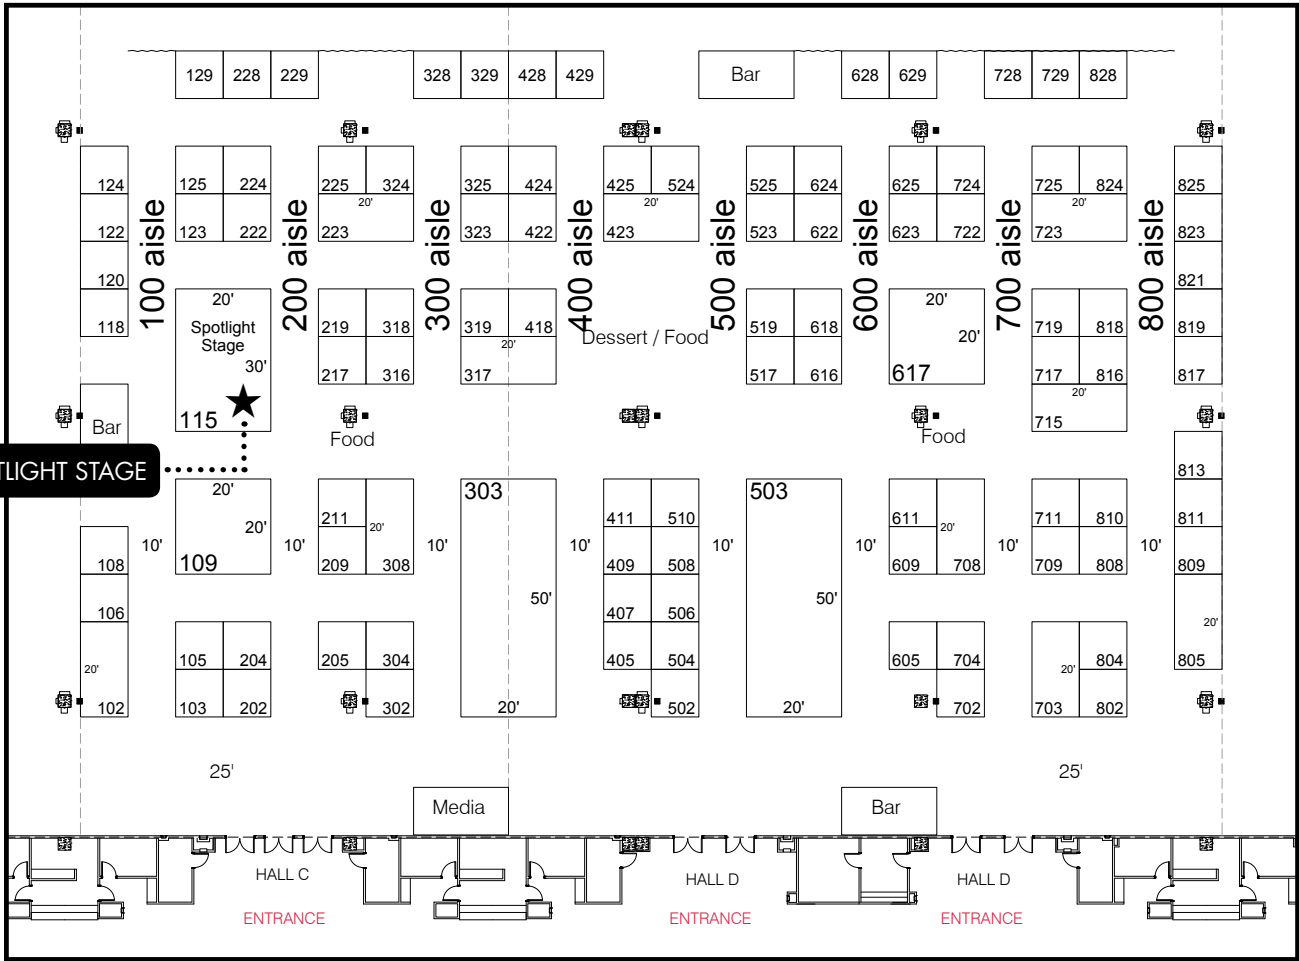 129 228 229 328 329 428 429 Bar 628 629 728 729 828
124 125 224 225 324 325 424 425 524 525 624 625 724 725 824 825
20' 20' 20'
122 123 222 223 323 422 423 523 622 623 722 723 823
100 aisle 200 aisle 300 aisle 400 aisle 500 aisle 600 aisle 700 aisle 800 aisle
120 821
20' 20'
118 Spotlight 219 318 319 418 519 618 719 818 819
Stage
20' Dessert / Food 20'
30' 217 316 317 517 616 617 717 816 817
20'
115 715
Bar Food Food
TLIGHT STAGE
813
20' 303 503
20' 211 20' 411 510 611 20' 711 810 811
10' 10' 10' 10' 10' 10' 10' 10'
108 109 209 308 409 508 609 708 709 808 809
106 50' 407 506 50' 20'
105 204 205 304 405 504 605 704 20' 804 805
20'
102 103 202 302 20' 502 20' 702 703 802
25' 25'
Media Bar
HALL C HALL D HALL D
ENTRANCE ENTRANCE ENTRANCE